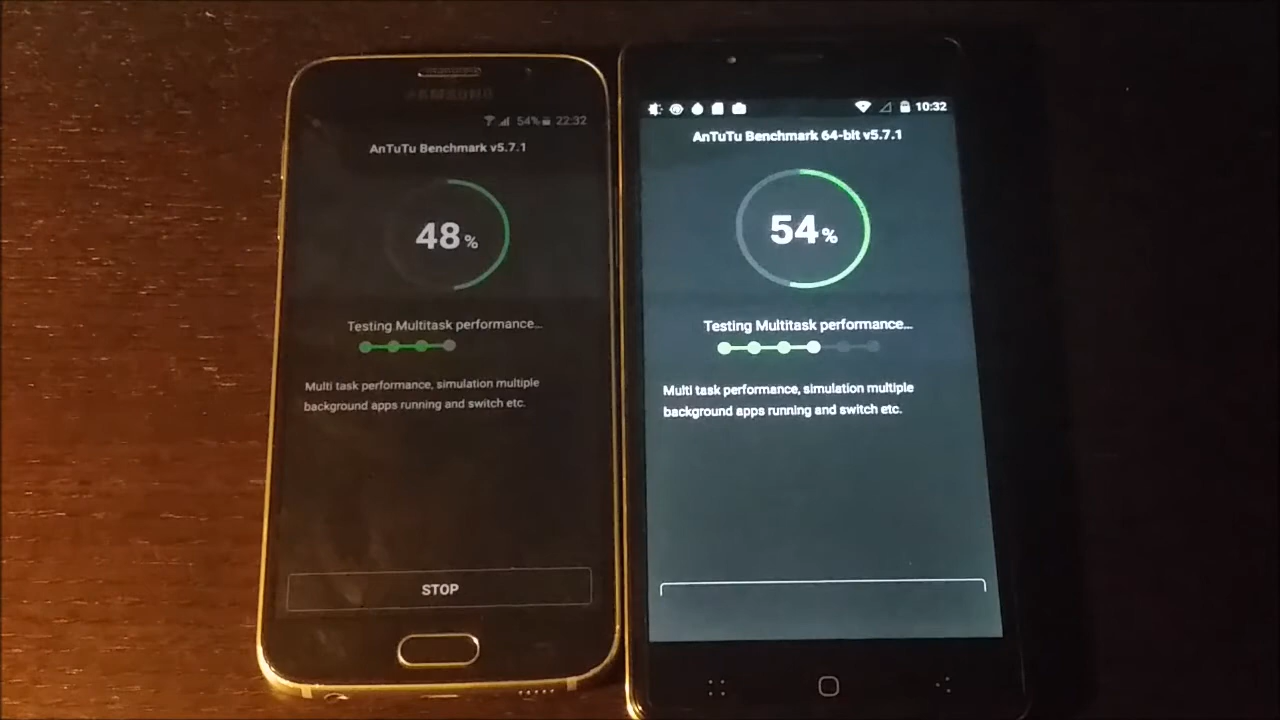 SAMSUNG
54% 22:32
AnTuTu Benchmark v5.7.1
48%
Testing Multitask performance...
Multi task performance, simulation multiple
background apps running and switch etc.
STOP
10:32
AnTuTu Benchmark 64-bit v5.7.1
54%
Testing Multitask performance...
Multi task performance, simulation multiple
background apps running and switch etc.